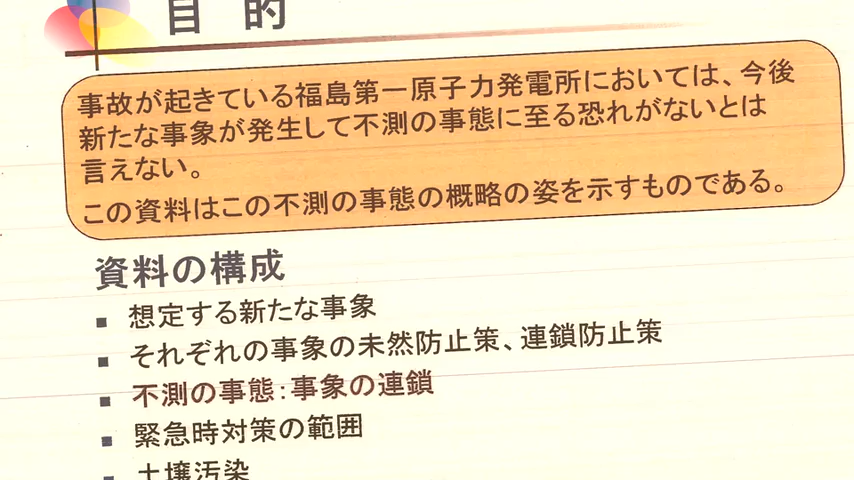 目的
事故が起きている福島第一原子力発電所においては、今後
新たな事象が発生して不測の事態に至る恐れがないとは
言えない。
この資料はこの不測の事態の概略の姿を示すものである。
資料の構成
■ 想定する新たな事象
■ それぞれの事象の未然防止策、連鎖防止策
■ 不測の事態：事象の連鎖
■ 緊急時対策の範囲
■ 土壌汚染